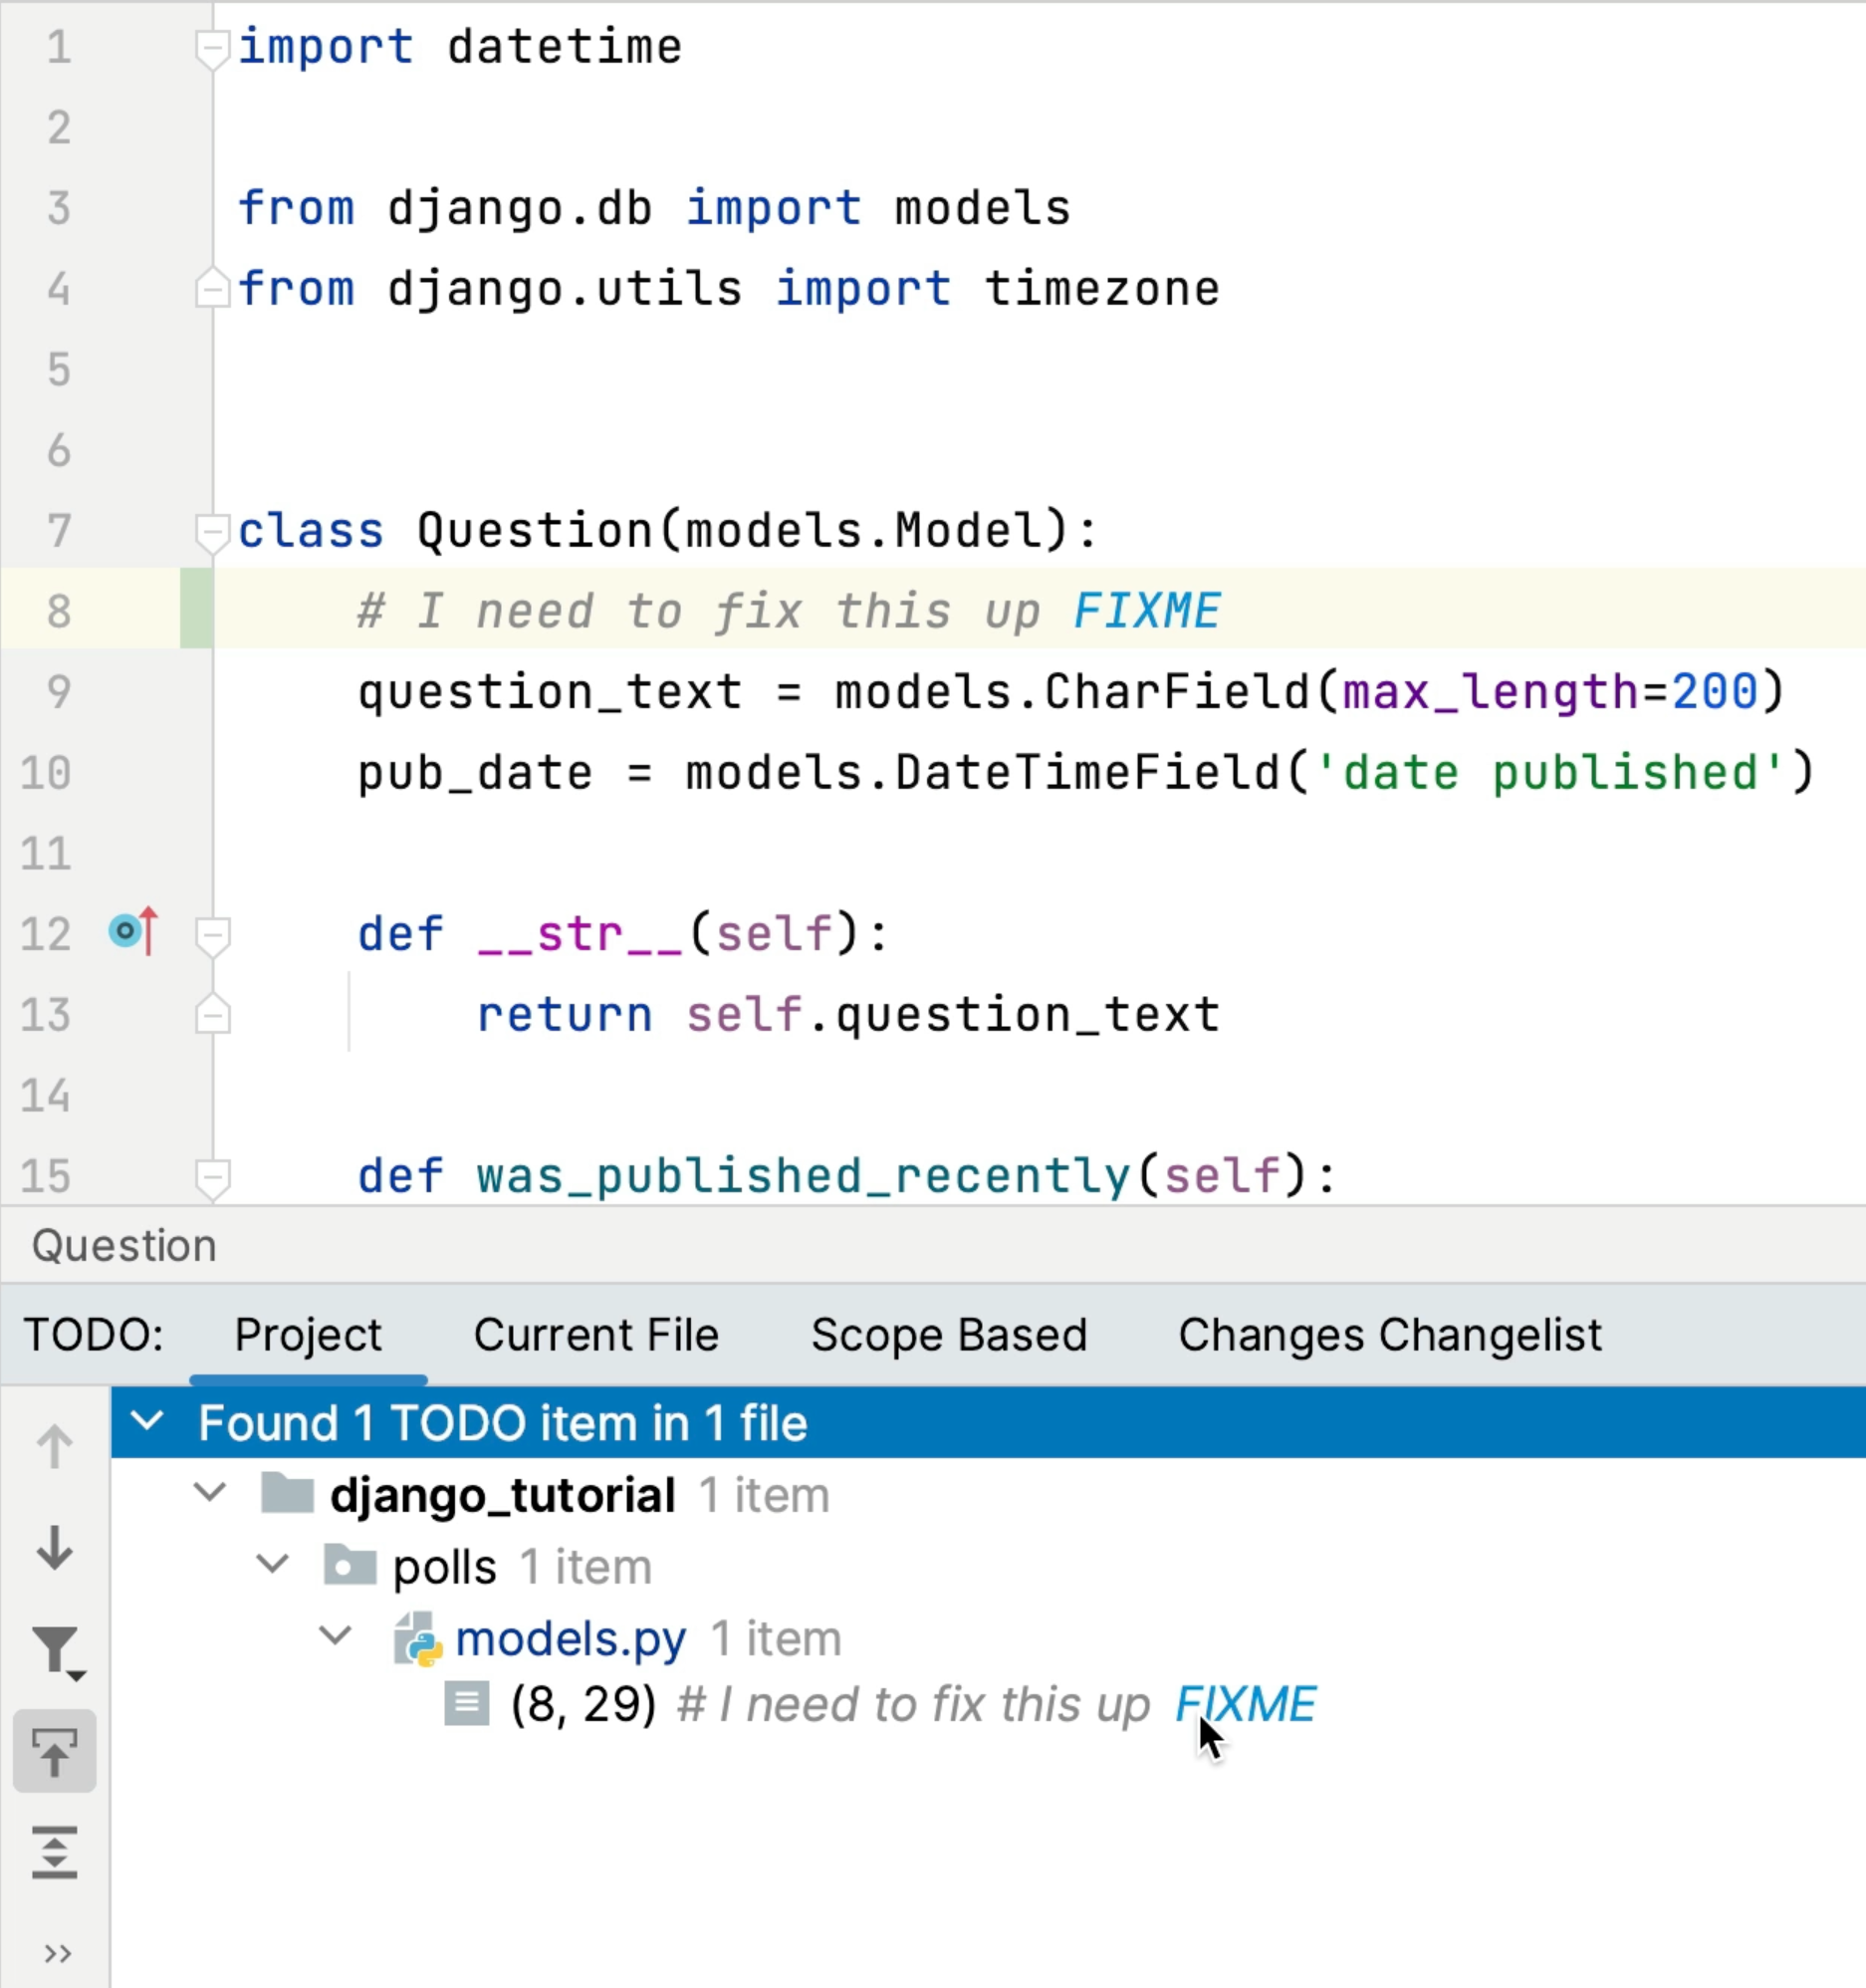 1 import datetime
2
3 from django.db import models
4 from django.utils import timezone
5
6
7 class Question(models.Model):
8     # I need to fix this up FIXME
9     question_text = models.CharField(max_length=200)
10     pub_date = models.DateTimeField('date published')
11
12     def __str__(self):
13         return self.question_text
14
15     def was_published_recently(self):
Question
TODO: Project Current File Scope Based Changes Changelist
Found 1 TODO item in 1 file
django_tutorial 1 item
polls 1 item
models.py 1 item
(8, 29) # I need to fix this up FIXME